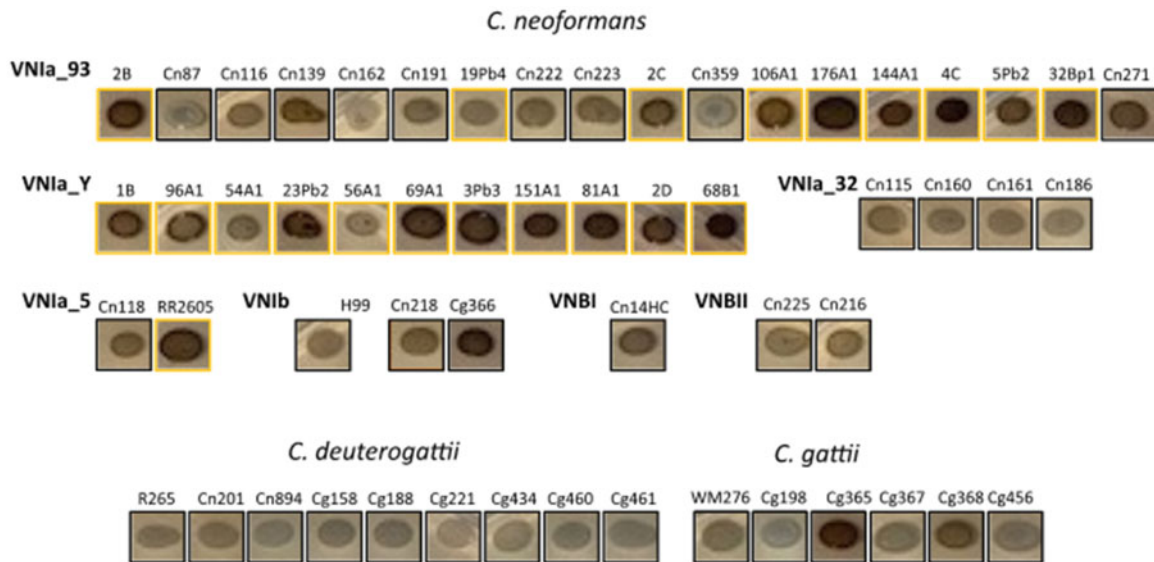 C. neoformans
VNIa_93 2B Cn87 Cn116 Cn139 Cn162 Cn191 19Pb4 Cn222 Cn223 2C Cn359 106A1 176A1 144A1 4C 5Pb2 32Bp1 Cn271
VNIa_Y 1B 96A1 54A1 23Pb2 56A1 69A1 3Pb3 151A1 81A1 2D 68B1 VNIa_32 Cn115 Cn160 Cn161 Cn186
VNIa_5 Cn118 RR2605 VNIb H99 Cn218 Cg366 VNBI Cn14HC VNBII Cn225 Cn216
C. deuterogattii C. gattii
R265 Cn201 Cn894 Cg158 Cg188 Cg221 Cg434 Cg460 Cg461 WM276 Cg198 Cg365 Cg367 Cg368 Cg456